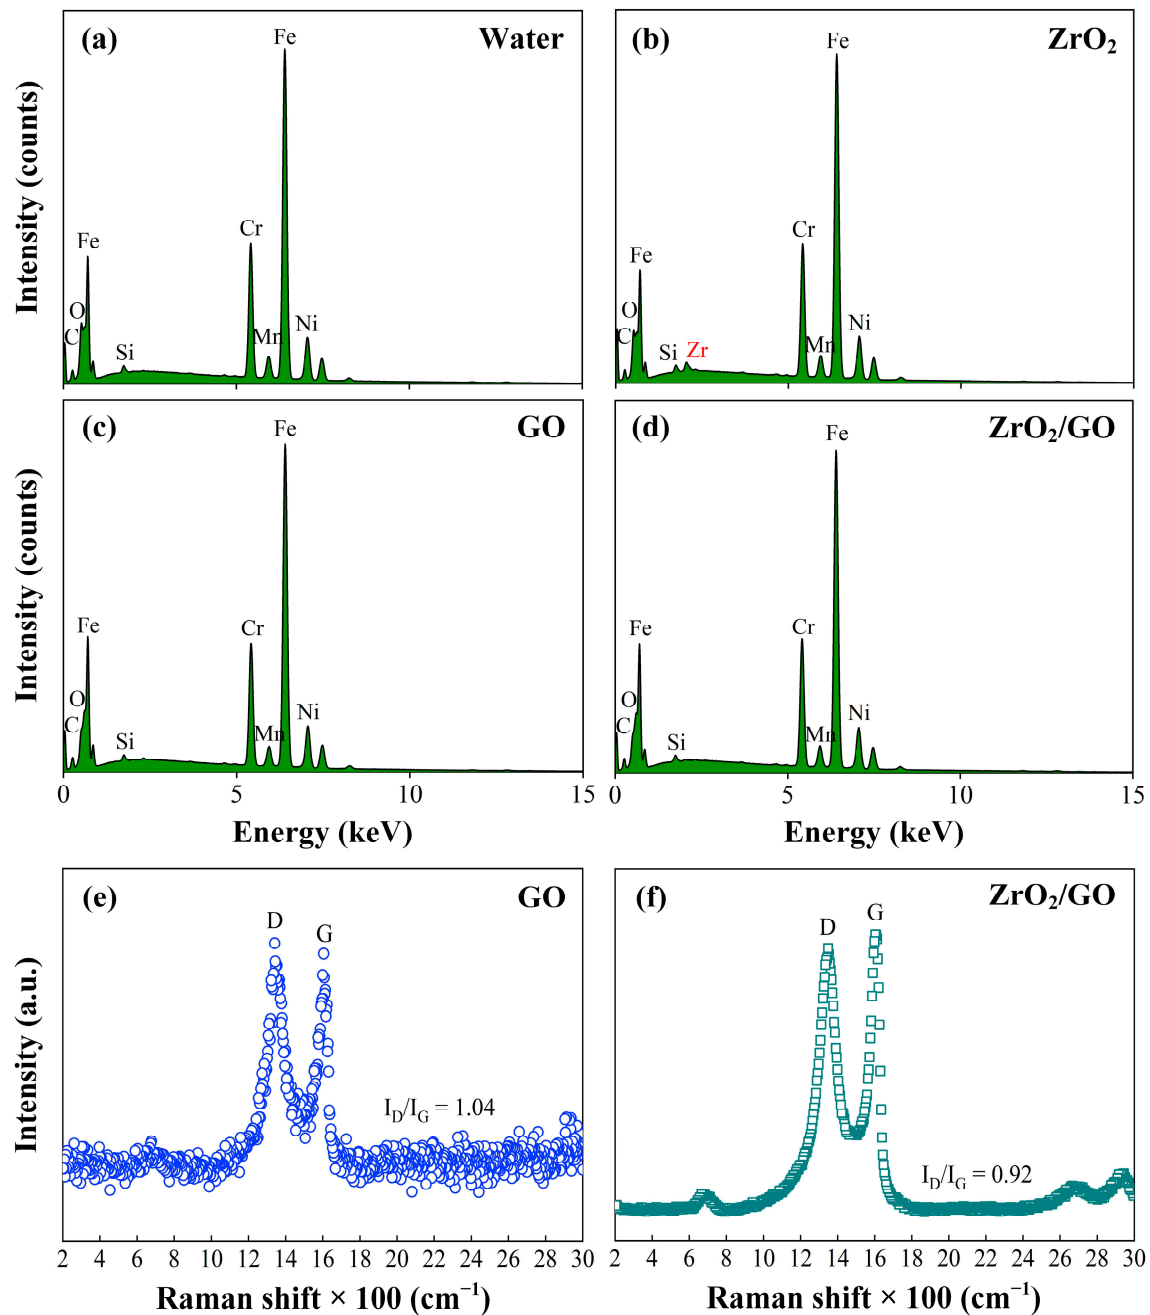 (a) Water
Fe
Cr
Fe
O
C
Si
Mn
Ni
Intensity (counts)
(b) ZrO₂
Fe
Cr
Fe
O
C
Si
Zr
Mn
Ni
(c) GO
Fe
Fe
Cr
O
C
Si
Mn
Ni
Intensity (counts)
0 5 10 15
Energy (keV)
(d) ZrO₂/GO
Fe
Fe
Cr
O
C
Si
Mn
Ni
0 5 10 15
Energy (keV)
(e) GO
D
G
I_D/I_G = 1.04
Intensity (a.u.)
2 4 6 8 10 12 14 16 18 20 22 24 26 28 30
Raman shift × 100 (cm⁻¹)
(f) ZrO₂/GO
D
G
I_D/I_G = 0.92
2 4 6 8 10 12 14 16 18 20 22 24 26 28 30
Raman shift × 100 (cm⁻¹)